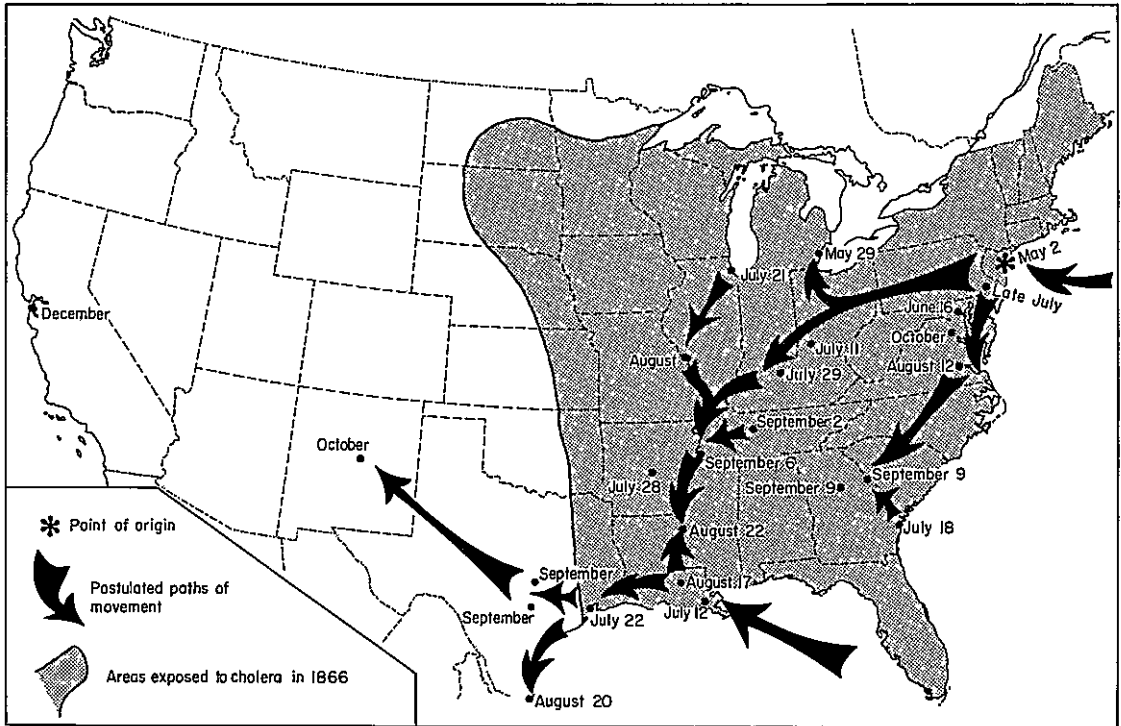 May 29
May 2
July 21
Late July
June 16
December
October
July 11
August
August 12
July 29
September 2
October
September 6
September 9
July 28
September 9
July 18
August 22
September
August 17
September
July 22
July 12
August 20
Point of origin
Postulated paths of
movement
Areas exposed to cholera in 1866